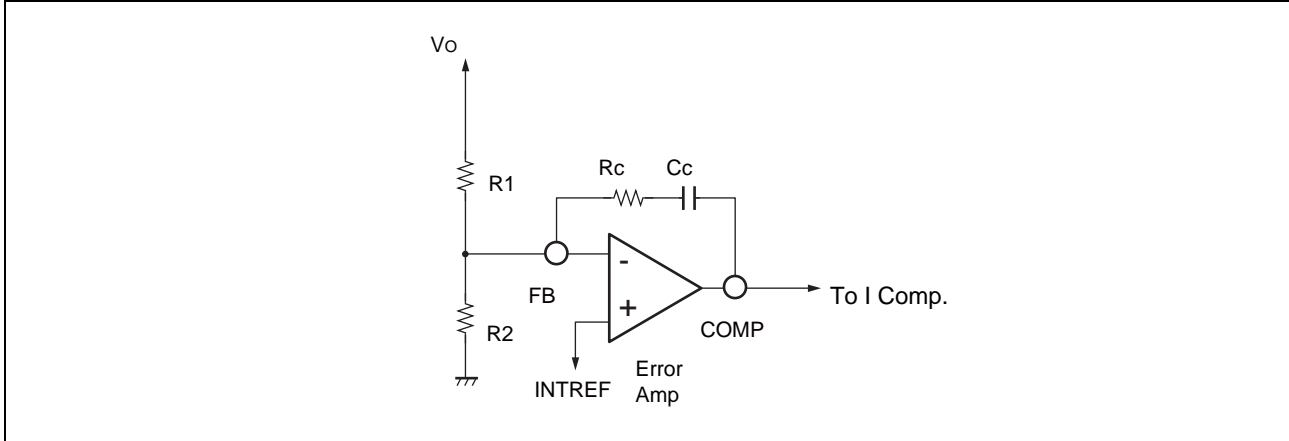 Vo
R1
Rc
Cc
-
FB
+
R2
COMP
To I Comp.
INTREF
Error
Amp